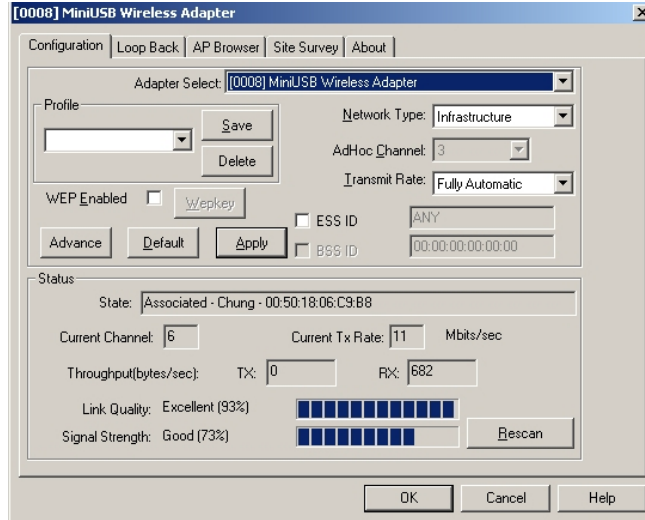 [0008] MiniUSB Wireless Adapter
Configuration Loop Back AP Browser Site Survey About
Adapter Select: [0008] MiniUSB Wireless Adapter
Profile
Save
Delete
Network Type: Infrastructure
AdHoc Channel: 3
Transmit Rate: Fully Automatic
WEP Enabled Wepkey
ESS ID ANY
Advance Default Apply
BSS ID 00:00:00:00:00:00
Status
State: Associated - Chung - 00:50:18:06:C9:B8
Current Channel: 6 Current Tx Rate: 11 Mbits/sec
Throughput(bytes/sec): TX: 0 RX: 682
Link Quality: Excellent (93%)
Signal Strength: Good (73%) Rescan
OK Cancel Help